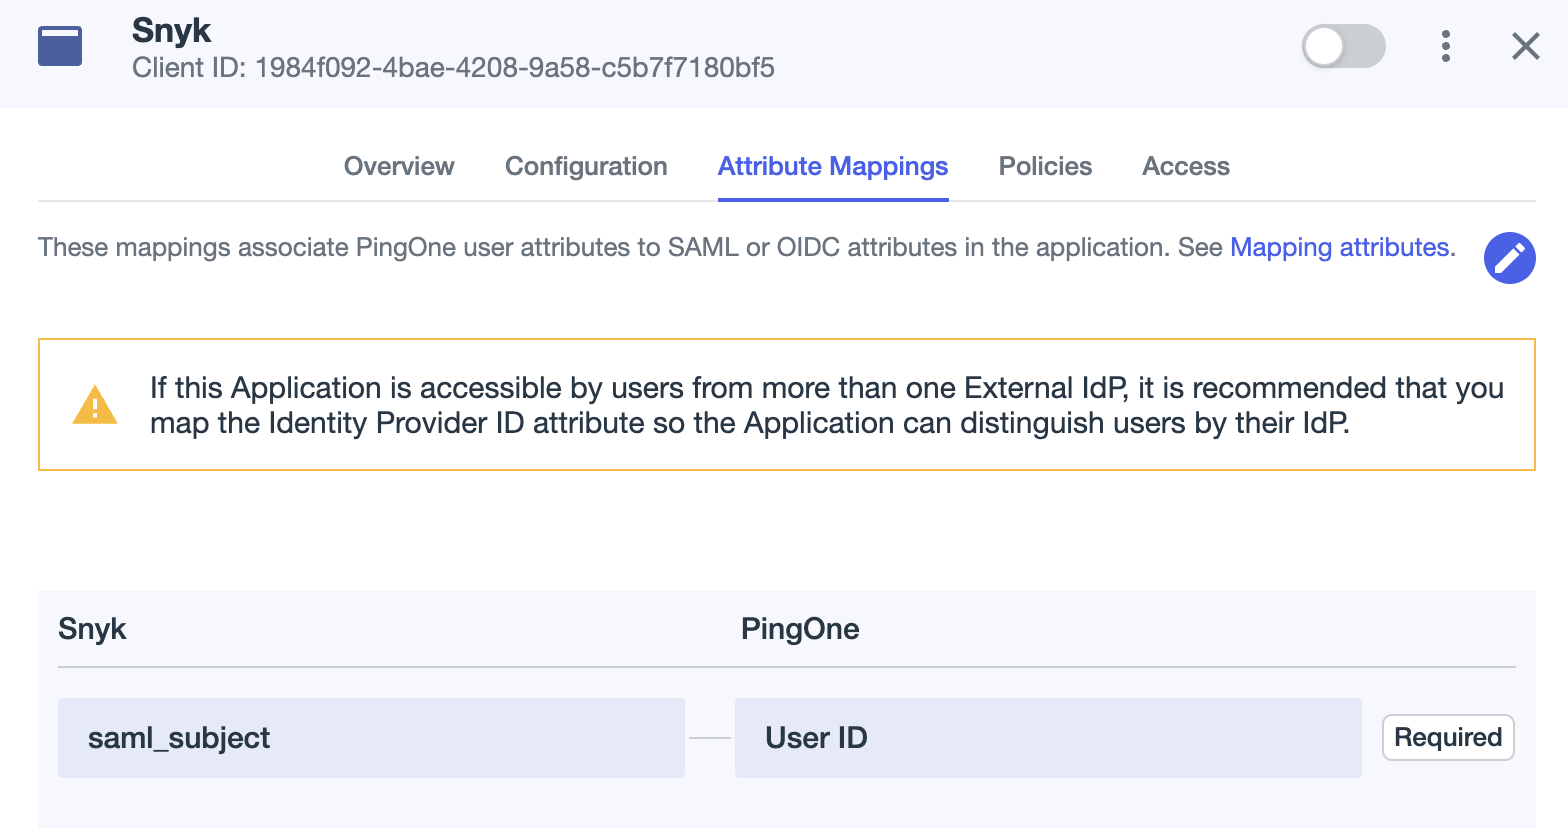 Snyk
Client ID: 1984f092-4bae-4208-9a58-c5b7f7180bf5
Overview Configuration Attribute Mappings Policies Access
These mappings associate PingOne user attributes to SAML or OIDC attributes in the application. See Mapping attributes.
If this Application is accessible by users from more than one External IdP, it is recommended that you
map the Identity Provider ID attribute so the Application can distinguish users by their IdP.
Snyk PingOne
saml_subject User ID Required